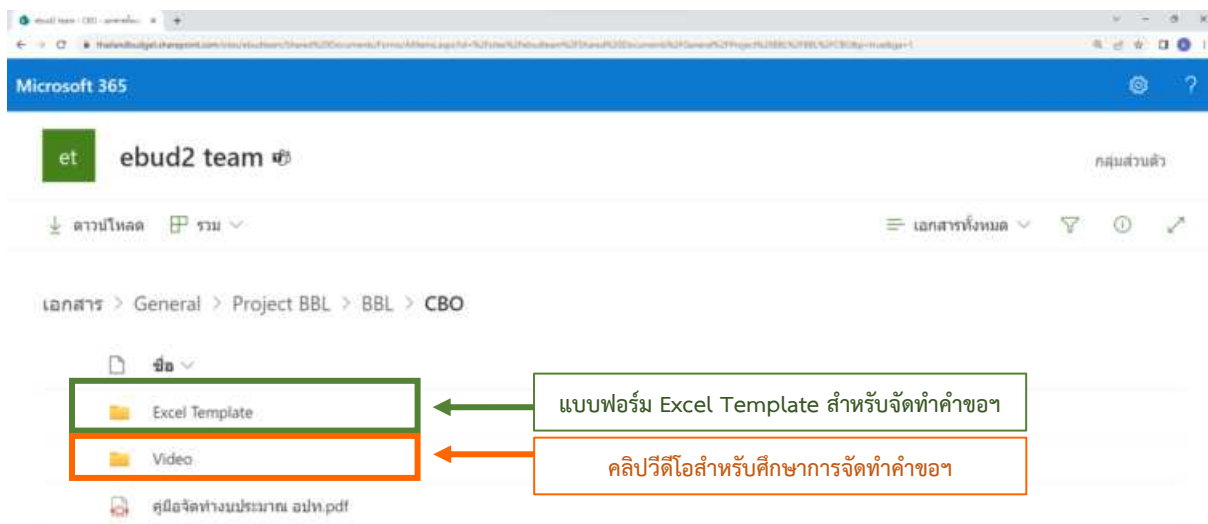 Microsoft 365
et
ebud2 team
กลุ่มส่วนตัว
ดาวน์โหลด รวม
เอกสารทั้งหมด
เอกสาร > General > Project BBL > BBL > CBO
ชื่อ
Excel Template
แบบฟอร์ม Excel Template สำหรับจัดทำคำขอฯ
Video
คลิปวีดีโอสำหรับศึกษาการจัดทำคำขอฯ
คู่มือจัดทำงบประมาณ อปท.pdf